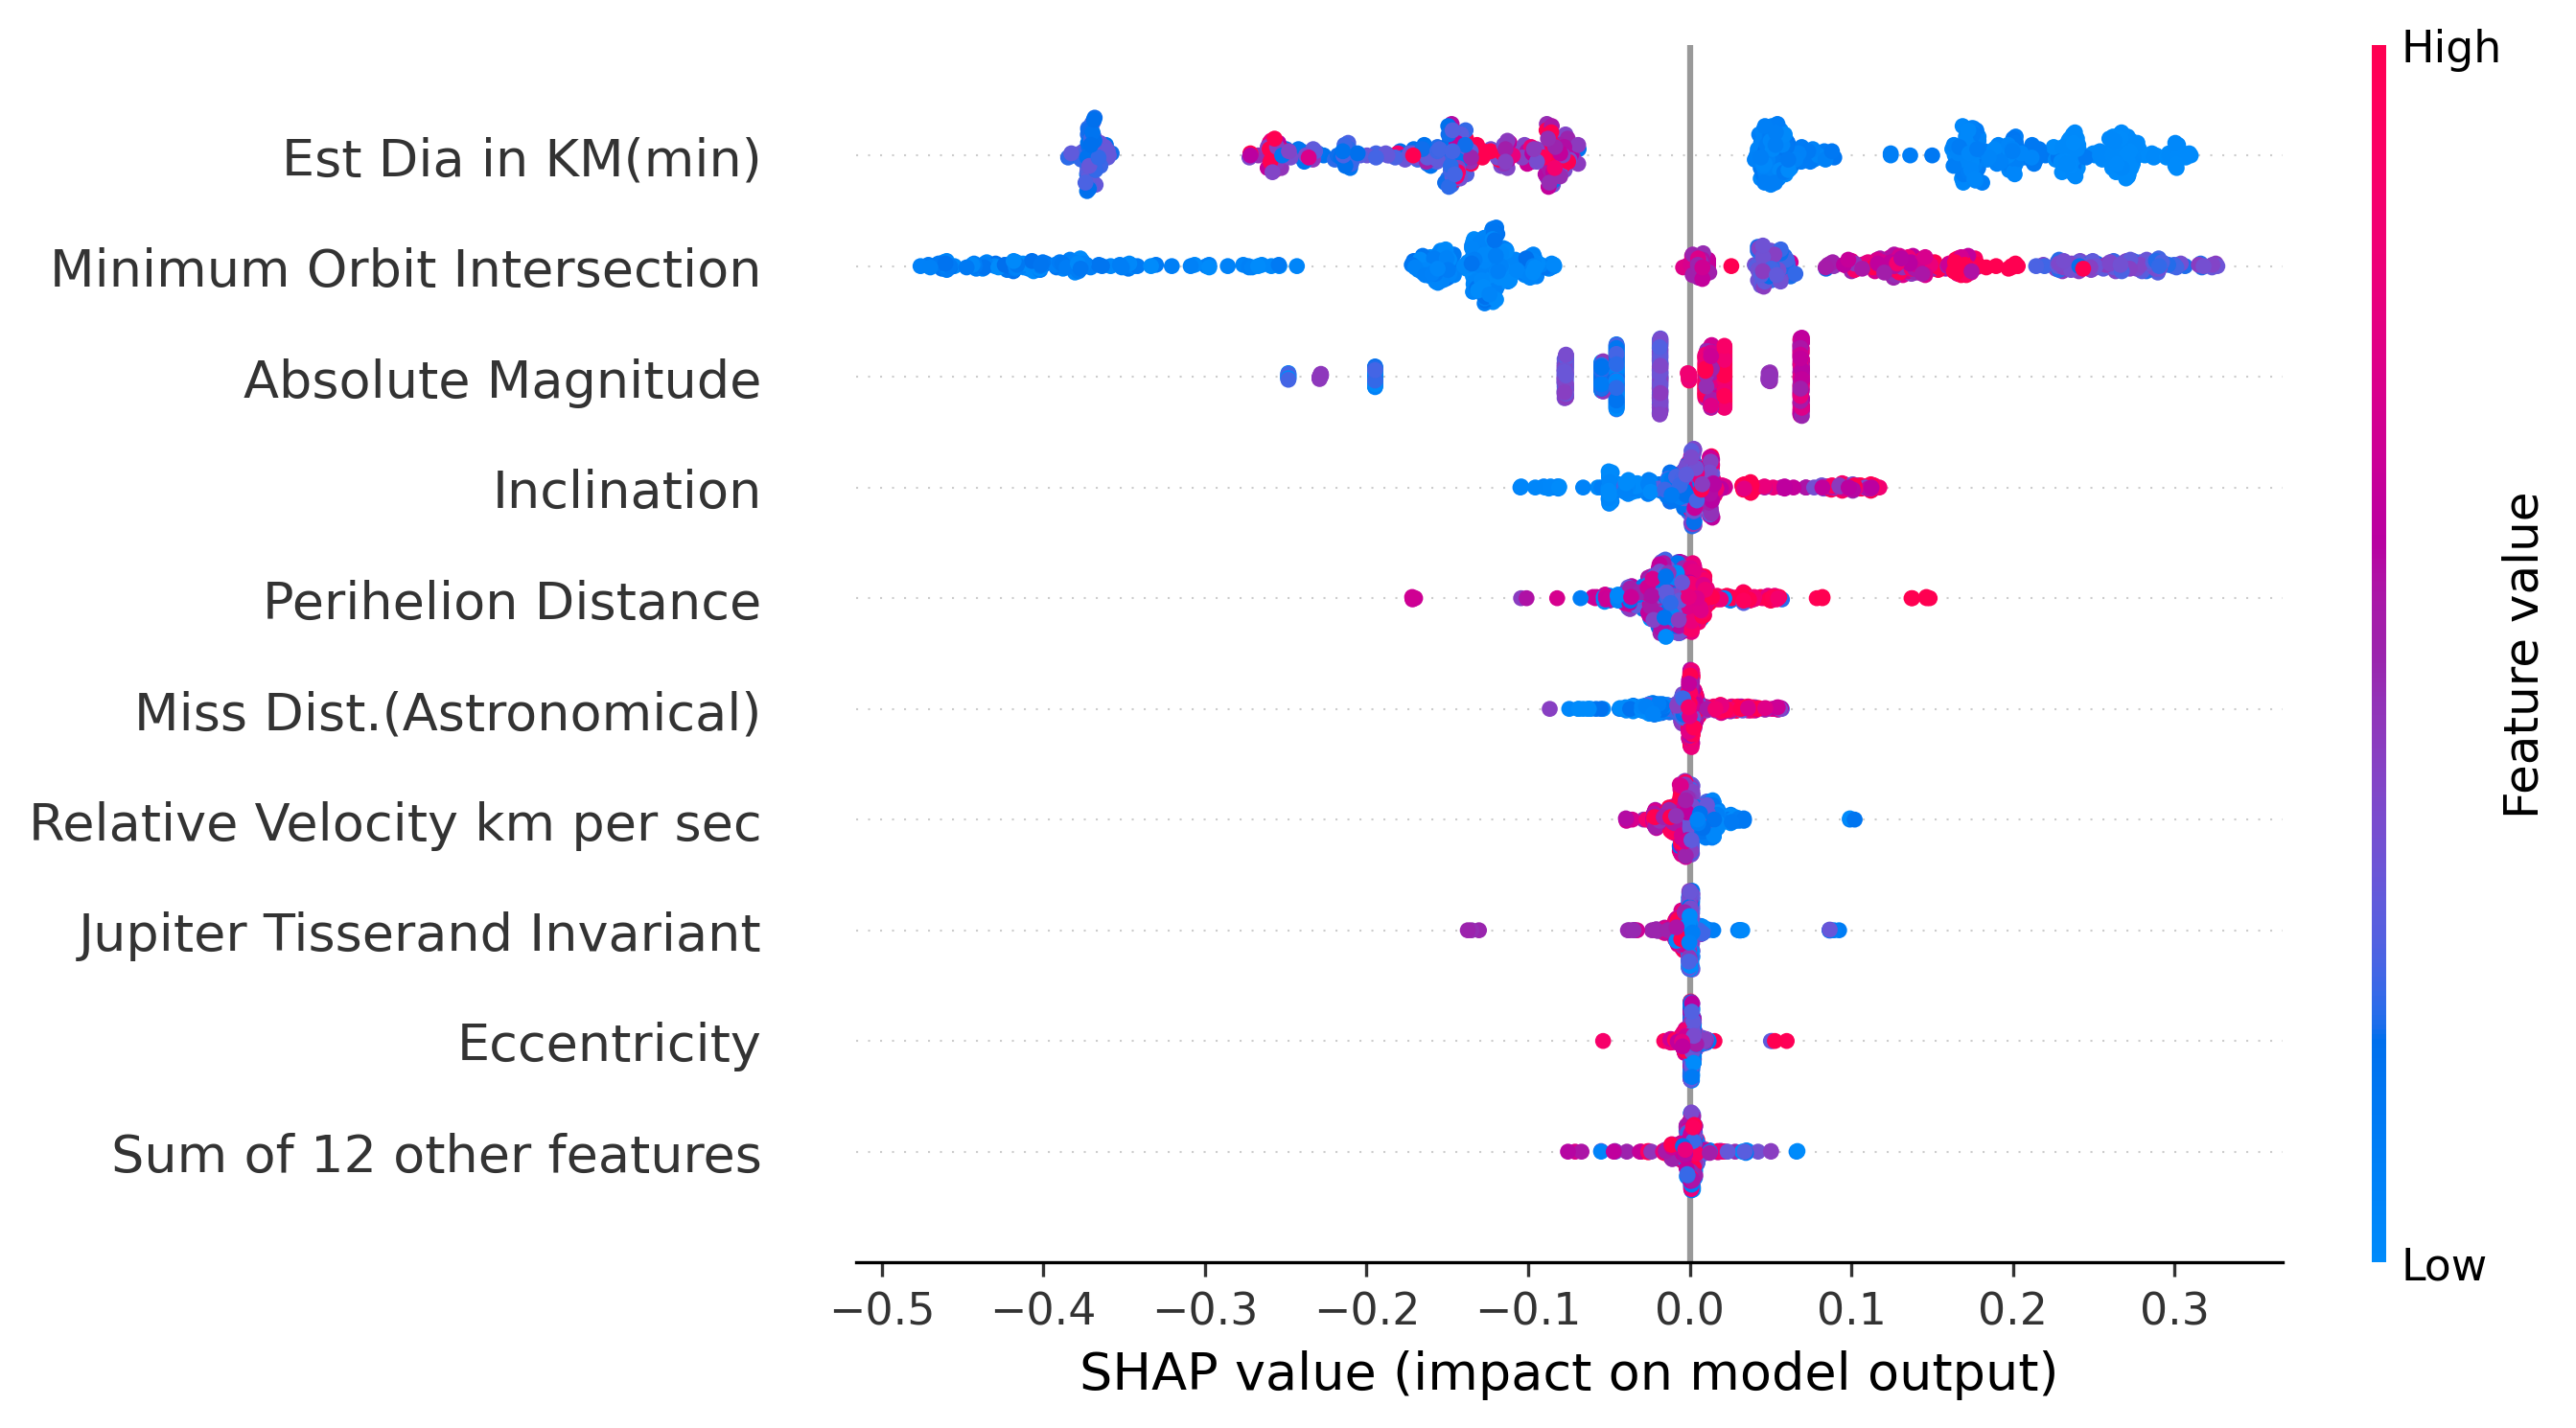 High
Est Dia in KM(min)
Minimum Orbit Intersection
Absolute Magnitude
Inclination
Perihelion Distance
Miss Dist.(Astronomical)
Relative Velocity km per sec
Jupiter Tisserand Invariant
Eccentricity
Sum of 12 other features
Feature value
Low
−0.5 −0.4 −0.3 −0.2 −0.1 0.0 0.1 0.2 0.3
SHAP value (impact on model output)